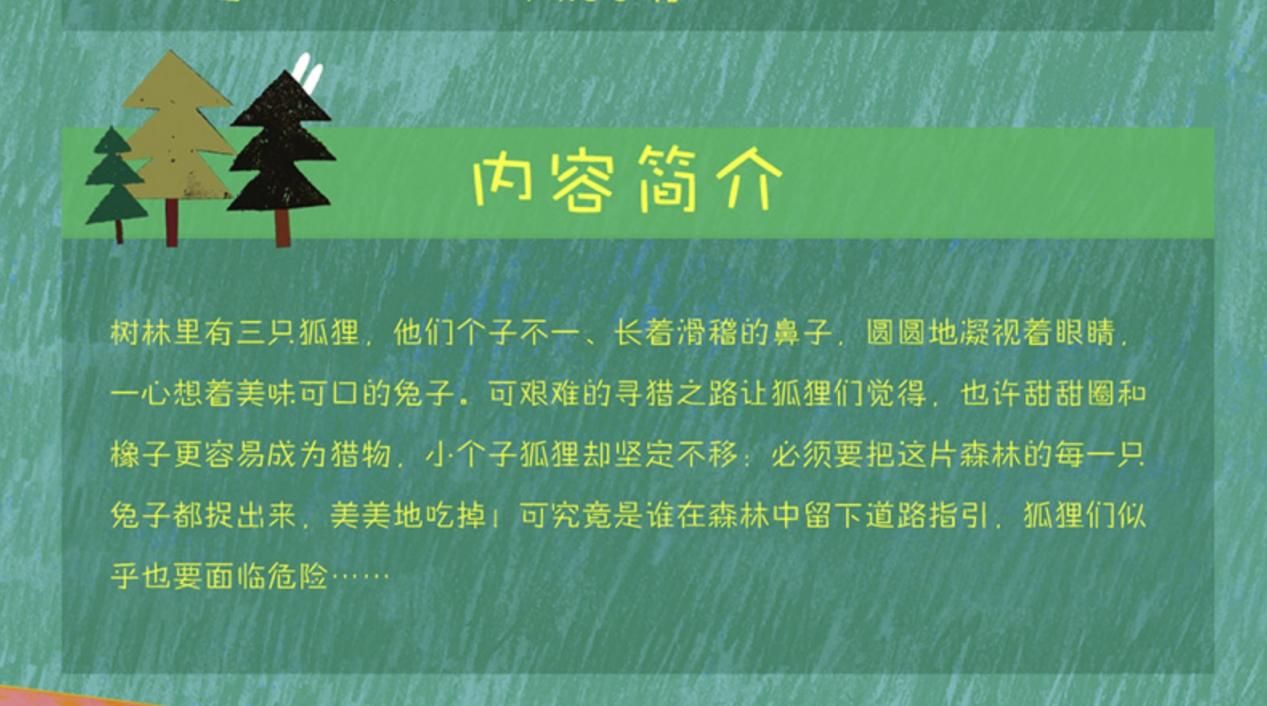 内容简介
树林里有三只狐狸，他们个子不一、长着滑稽的鼻子，圆圆地凝视着眼睛，
一心想着美味可口的兔子。可艰难的寻猎之路让狐狸们觉得，也许甜甜圈和
橡子更容易成为猎物，小个子狐狸却坚定不移：必须要把这片森林的每一只
兔子都捉出来，美美地吃掉！可究竟是谁在森林中留下道路指引，狐狸们似
乎也要面临危险……